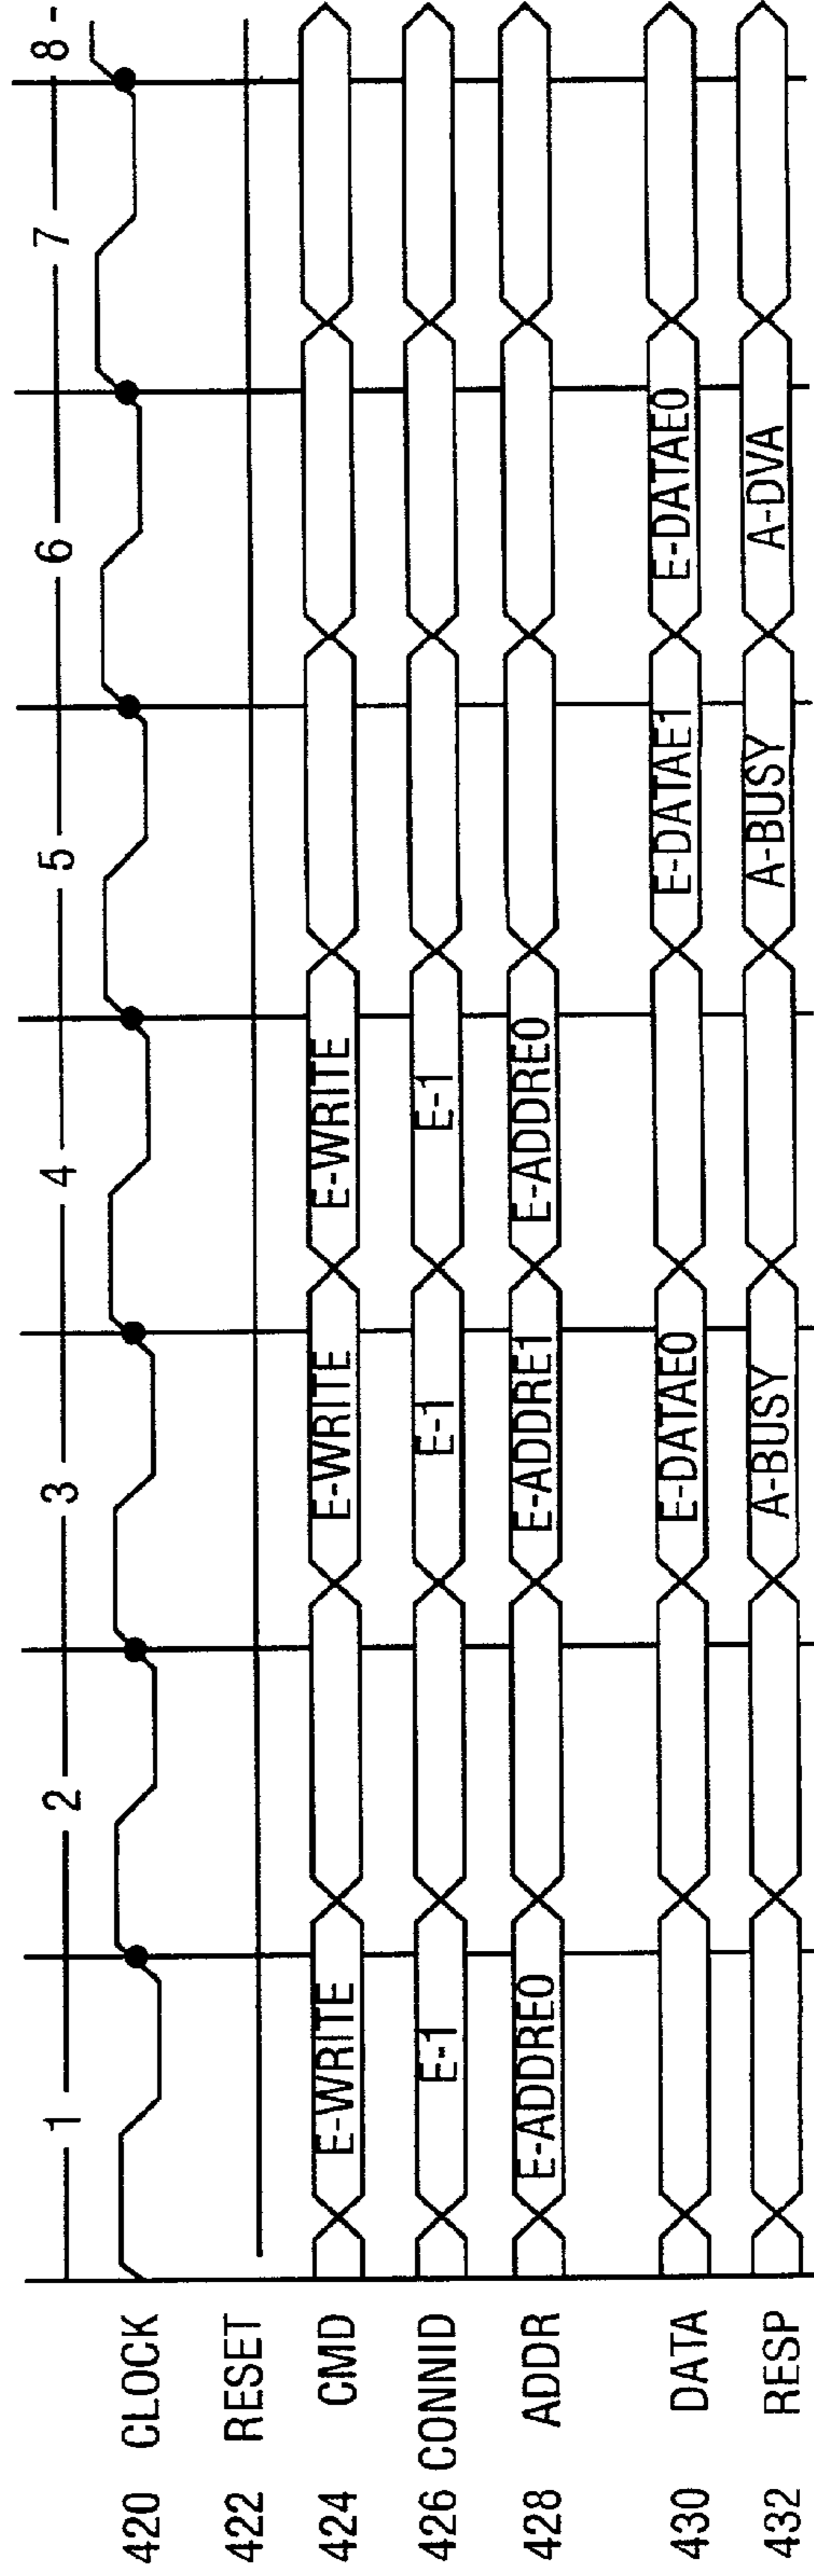 1 2 3 4 5 6 7 8
420 CLOCK
422 RESET
424 CMD E-WRITE E-WRITE E-WRITE
426 CONNID E-1 E-1 E-1
428 ADDR E-ADDRE0 E-ADDRE1 E-ADDRE0
430 DATA E-DATAE0 E-DATAE1 E-DATAE0
432 RESP A-BUSY A-BUSY A-DVA